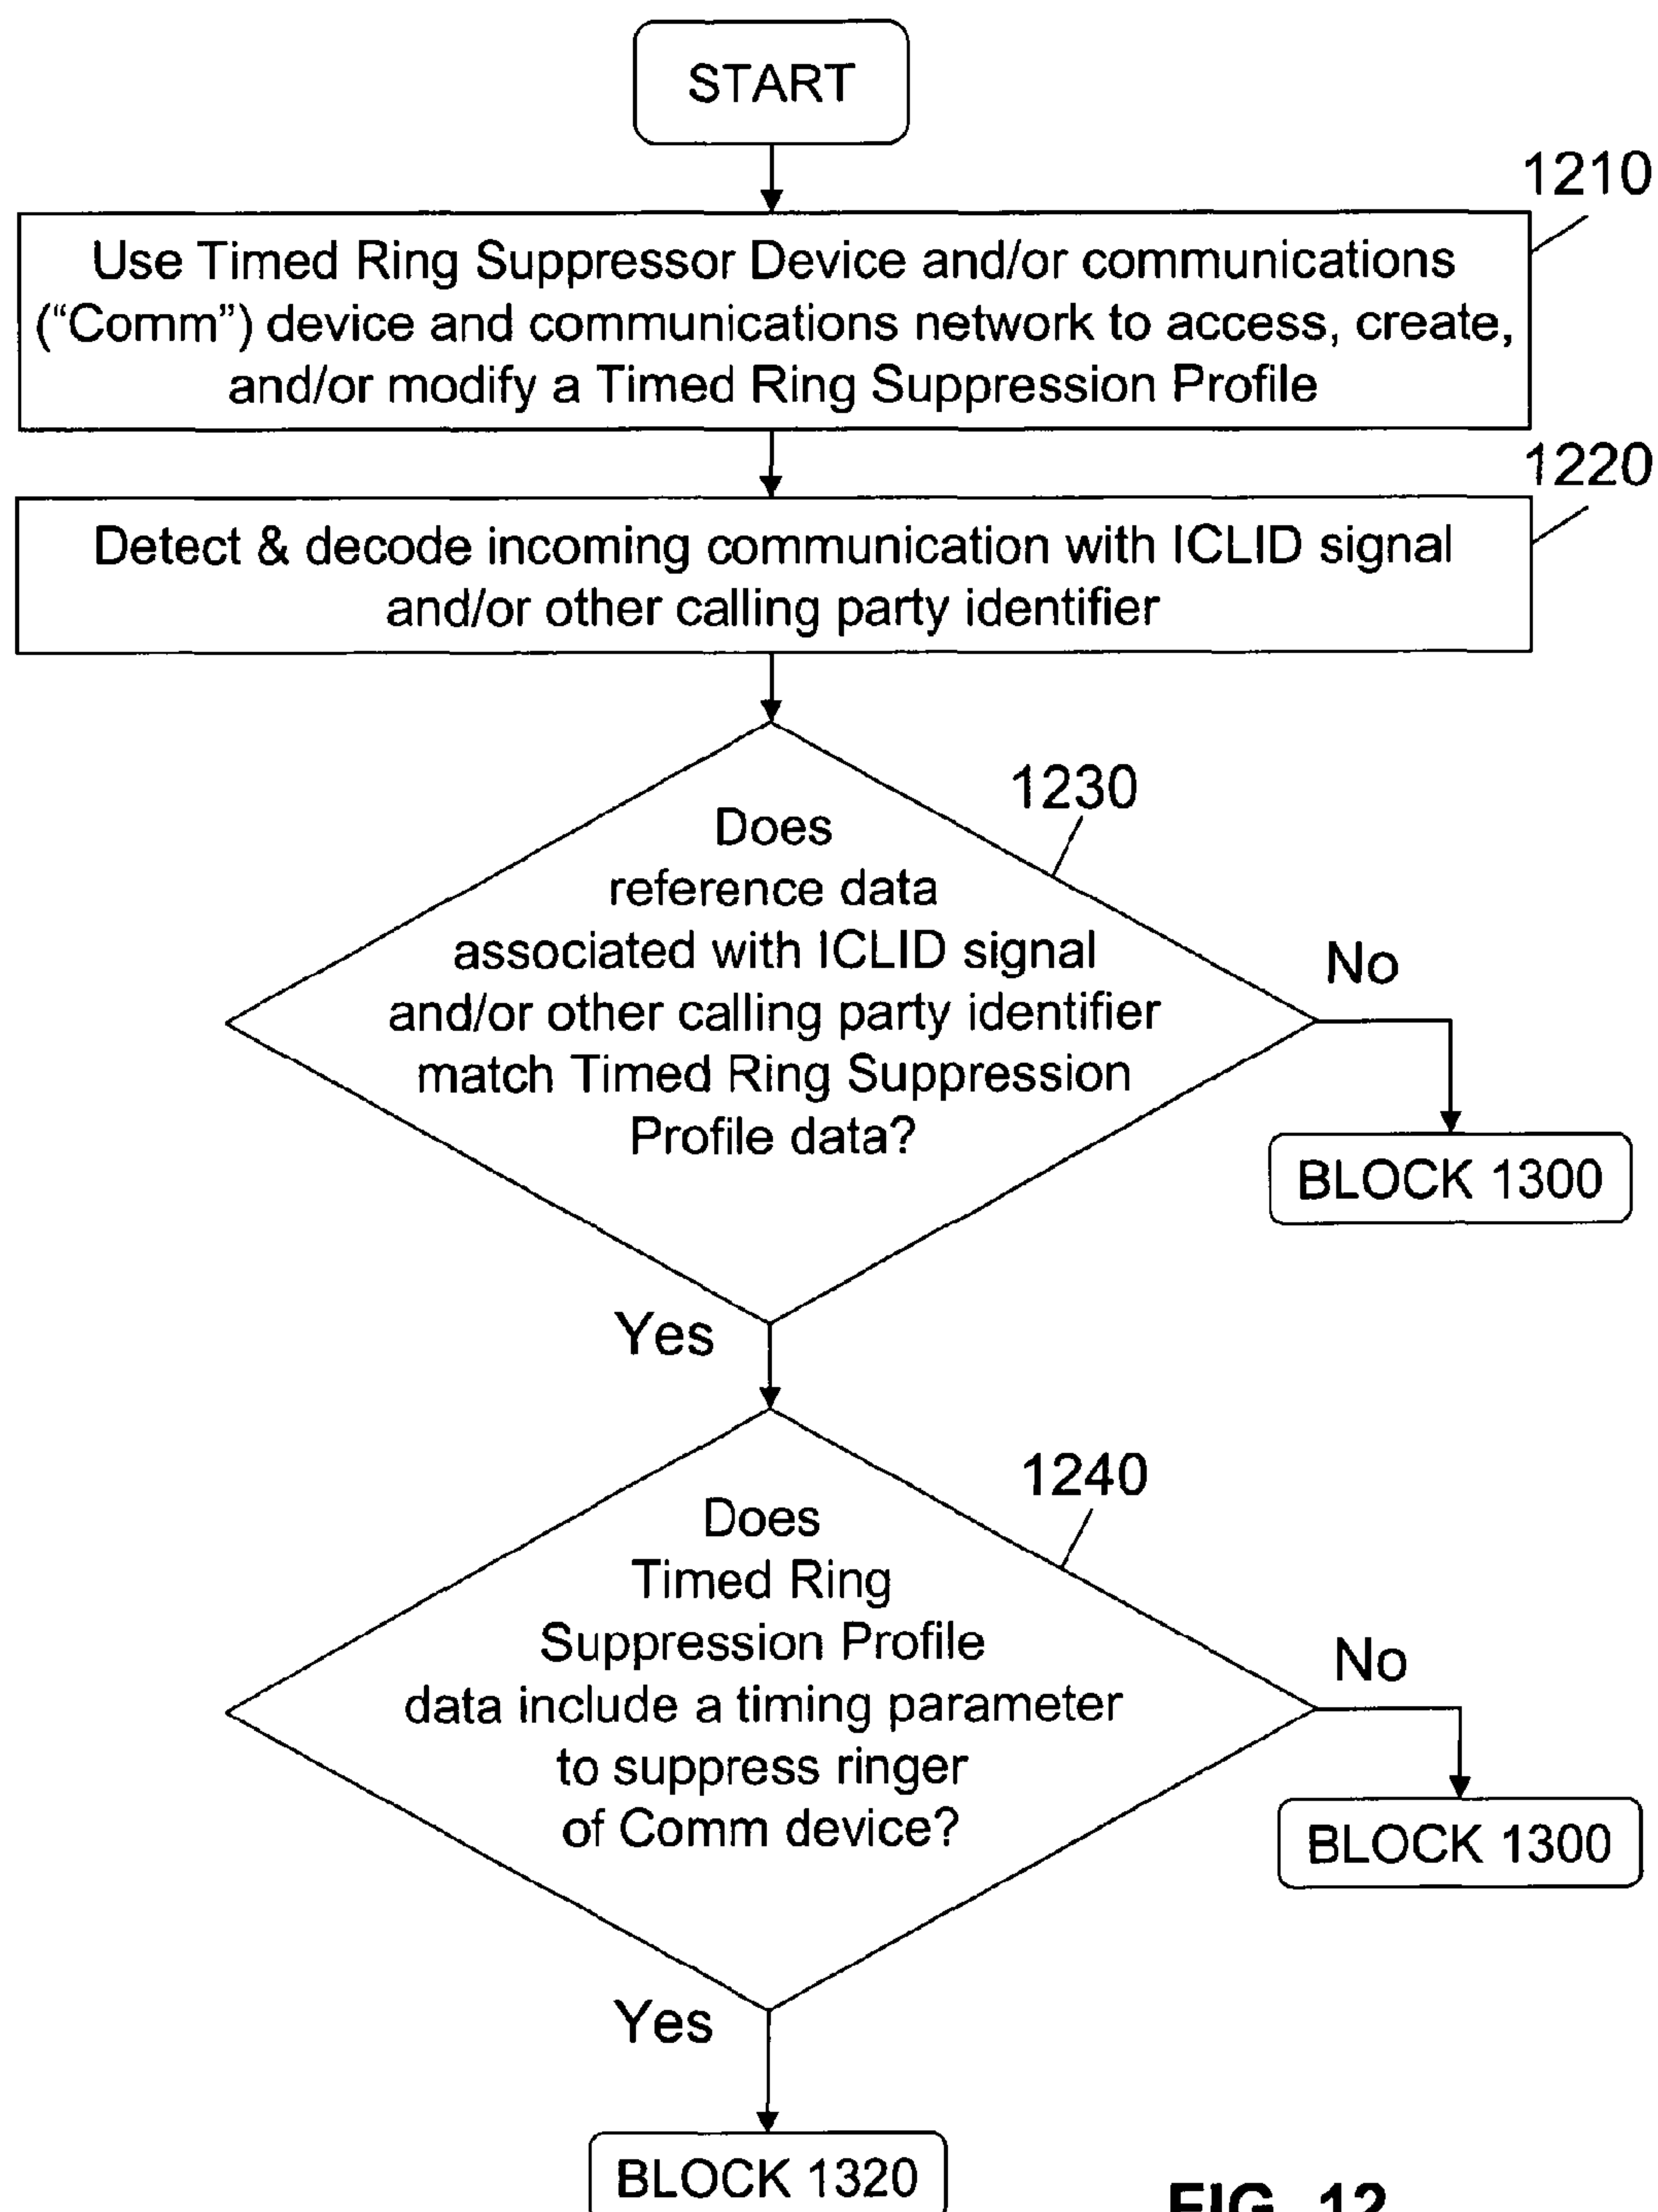 START
1210
Use Timed Ring Suppressor Device and/or communications
(“Comm”) device and communications network to access, create,
and/or modify a Timed Ring Suppression Profile
1220
Detect & decode incoming communication with ICLID signal
and/or other calling party identifier
1230
Does
reference data
associated with ICLID signal
and/or other calling party identifier
match Timed Ring Suppression
Profile data?
No
BLOCK 1300
Yes
1240
Does
Timed Ring
Suppression Profile
data include a timing parameter
to suppress ringer
of Comm device?
No
BLOCK 1300
Yes
BLOCK 1320
FIG. 12